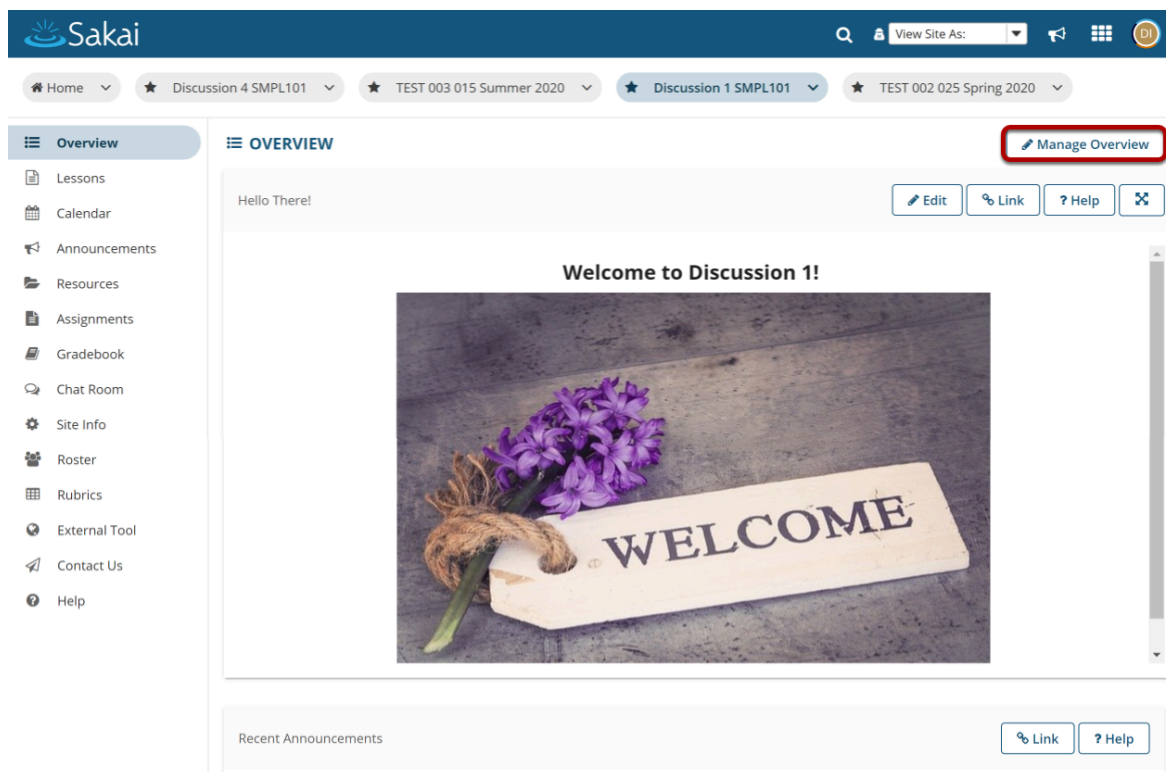 Sakai
View Site As:
DI
Home
Discussion 4 SMPL101
TEST 003 015 Summer 2020
Discussion 1 SMPL101
TEST 002 025 Spring 2020
Overview
Lessons
Calendar
Announcements
Resources
Assignments
Gradebook
Chat Room
Site Info
Roster
Rubrics
External Tool
Contact Us
Help
OVERVIEW
Manage Overview
Hello There!
Edit
Link
? Help
Welcome to Discussion 1!
WELCOME
Recent Announcements
Link
? Help